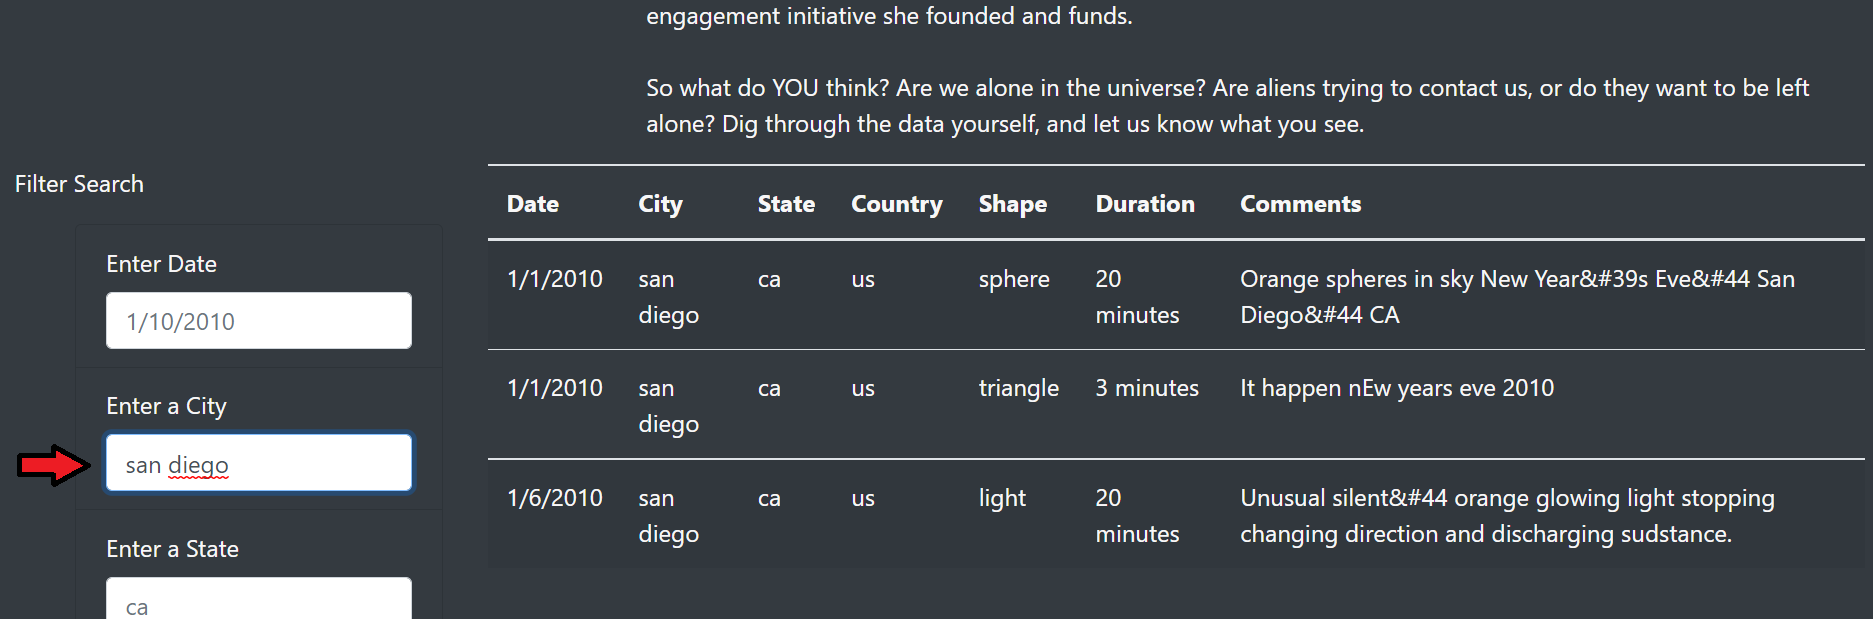 engagement initiative she founded and funds.
So what do YOU think? Are we alone in the universe? Are aliens trying to contact us, or do they want to be left
alone? Dig through the data yourself, and let us know what you see.
Filter Search
Enter Date
1/10/2010
Enter a City
san diego
Enter a State
ca
Date City State Country Shape Duration Comments
1/1/2010 san ca us sphere 20 Orange spheres in sky New Year&#39s Eve&#44 San
diego minutes Diego&#44 CA
1/1/2010 san ca us triangle 3 minutes It happen nEw years eve 2010
diego
1/6/2010 san ca us light 20 Unusual silent&#44 orange glowing light stopping
diego minutes changing direction and discharging sudstance.